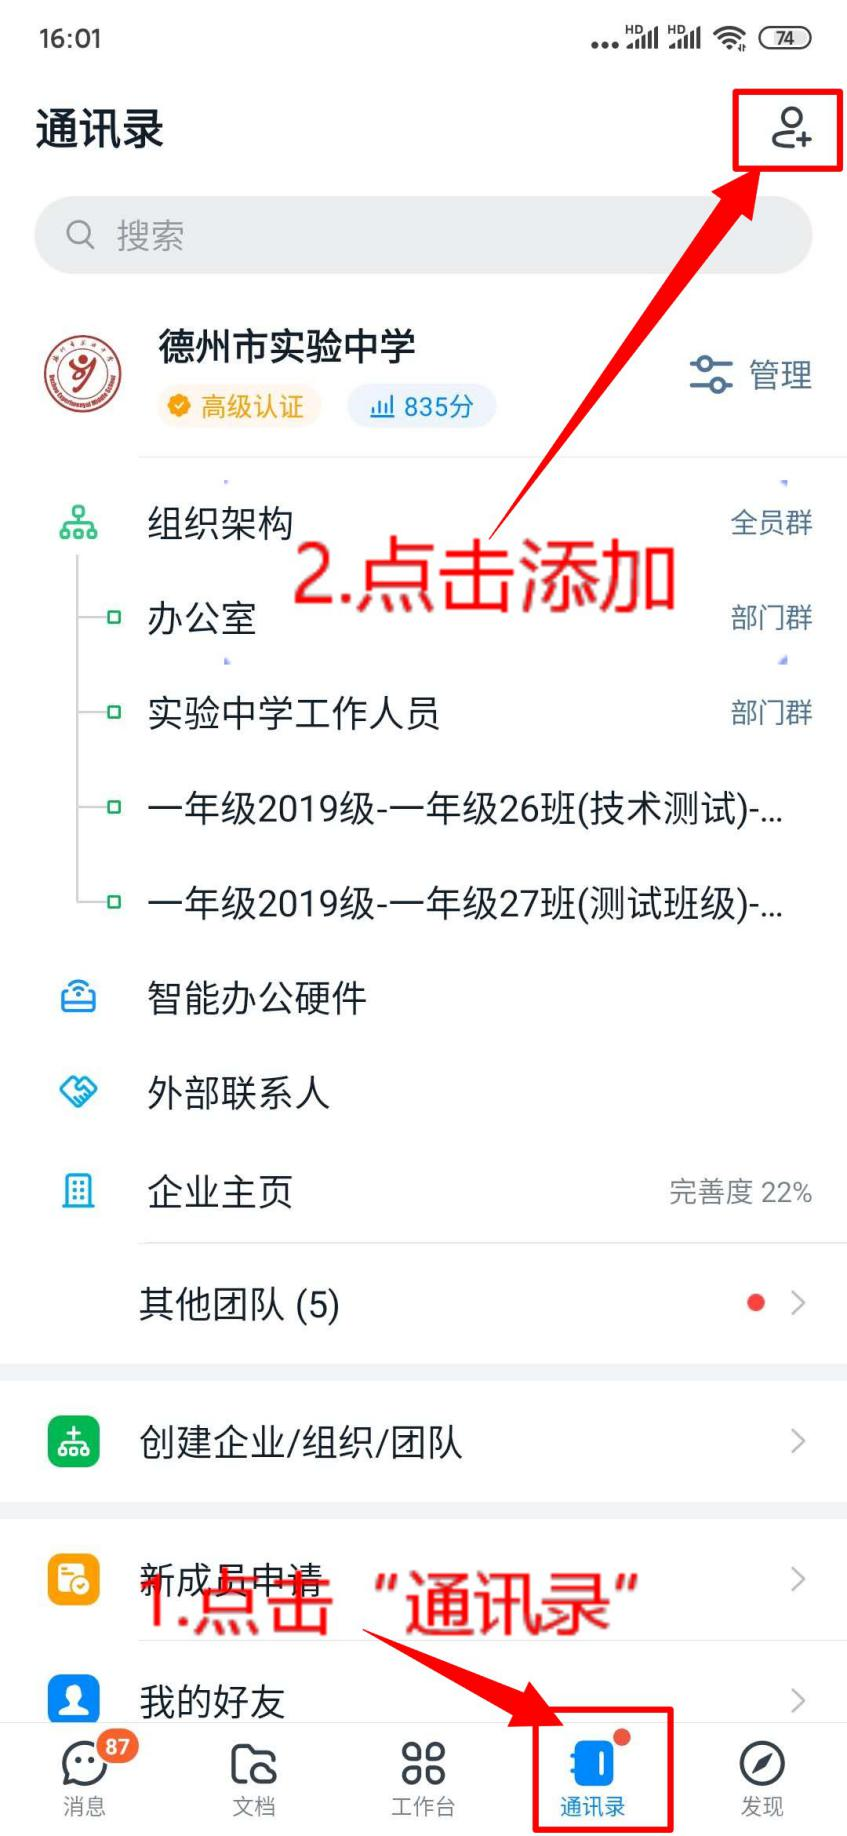 16:01
HD HD 74
通讯录
搜索
德州市实验中学
高级认证 835分
管理
组织架构 全员群
2.点击添加
办公室 部门群
实验中学工作人员 部门群
一年级2019级-一年级26班(技术测试)-...
一年级2019级-一年级27班(测试班级)-...
智能办公硬件
外部联系人
企业主页 完善度 22%
其他团队 (5)
创建企业/组织/团队
新成员申请
1.点击“通讯录”
我的好友
87
消息 文档 工作台 通讯录 发现